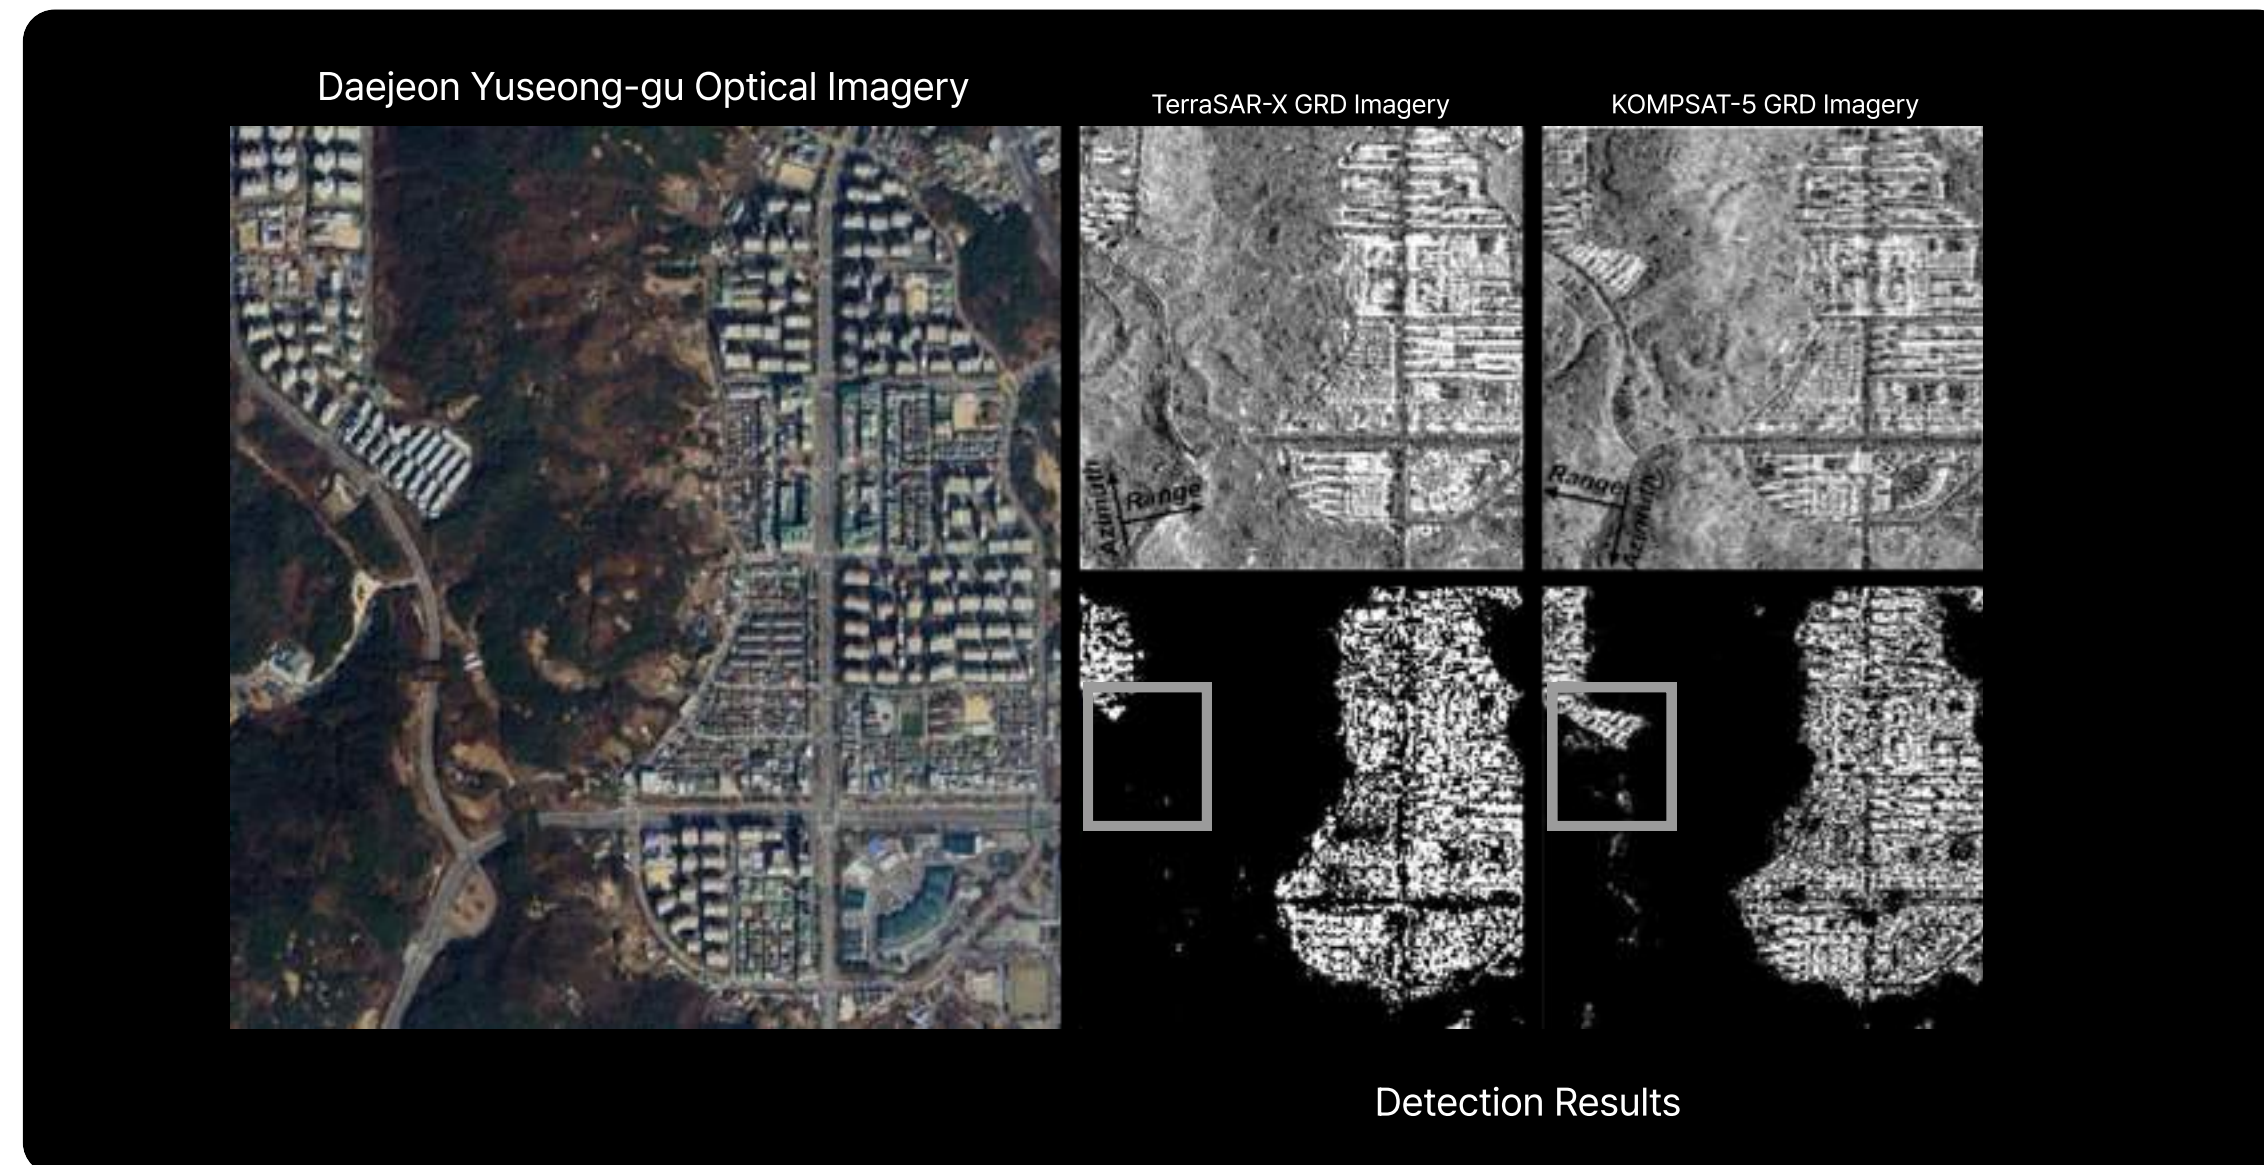 Daejeon Yuseong-gu Optical Imagery
TerraSAR-X GRD Imagery
KOMPSAT-5 GRD Imagery
Azimuth
Range
Range
Azimuth
Detection Results